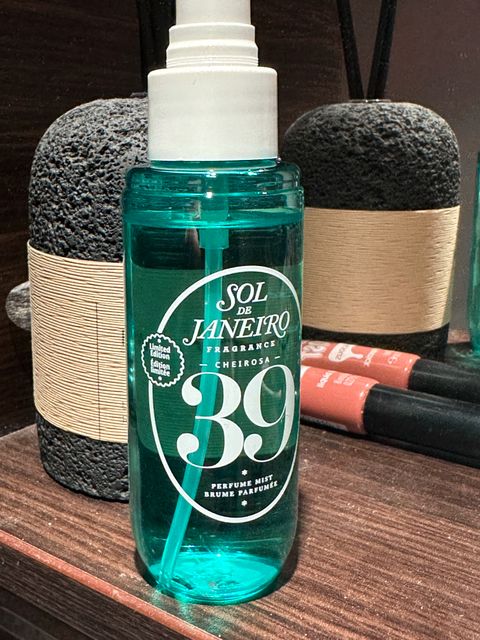 SOL
DE
JANEIRO
FRAGRANCE
CHEIROSA
39
Limited
Edition
Édition
limitée
PERFUME MIST
BRUME PARFUMÉE